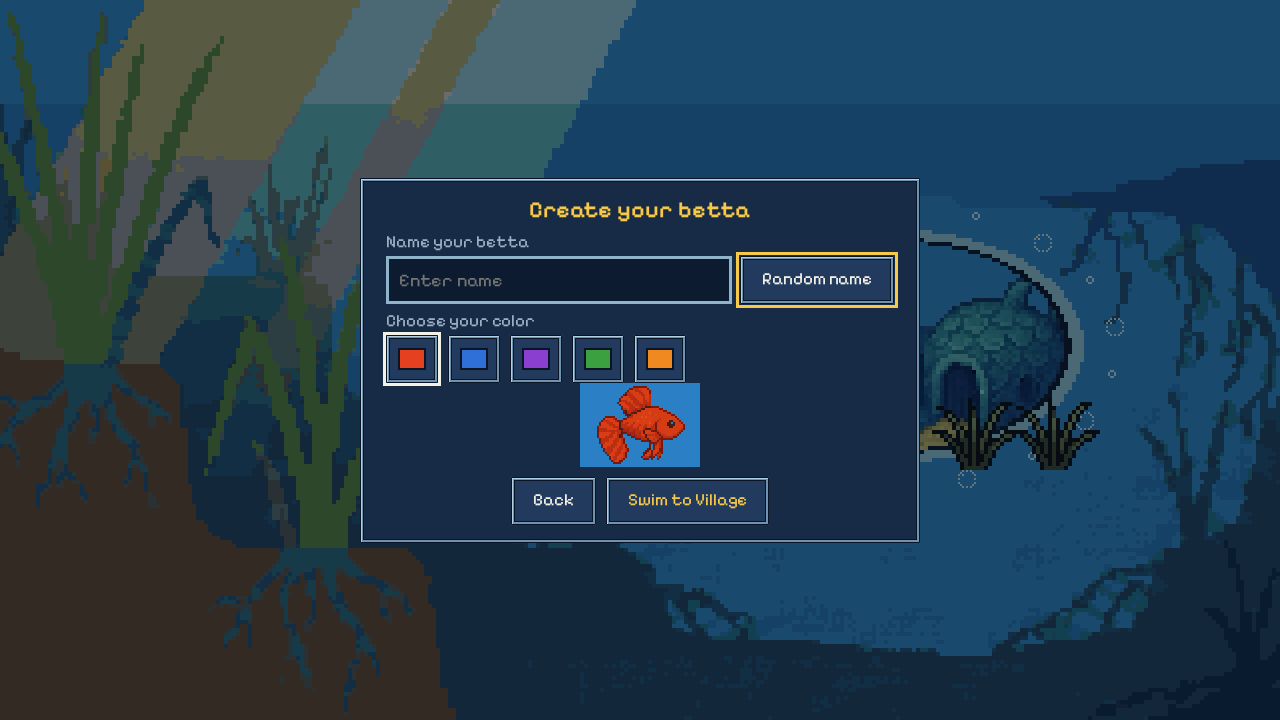 Create your betta
Name your betta
Enter name
Random name
Choose your color
Back
Swim to Village